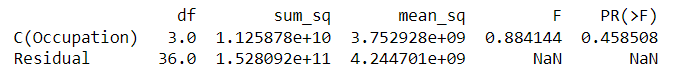 df sum_sq mean_sq F PR(>F)
C(Occupation) 3.0 1.125878e+10 3.752928e+09 0.884144 0.458508
Residual 36.0 1.528092e+11 4.244701e+09 NaN NaN